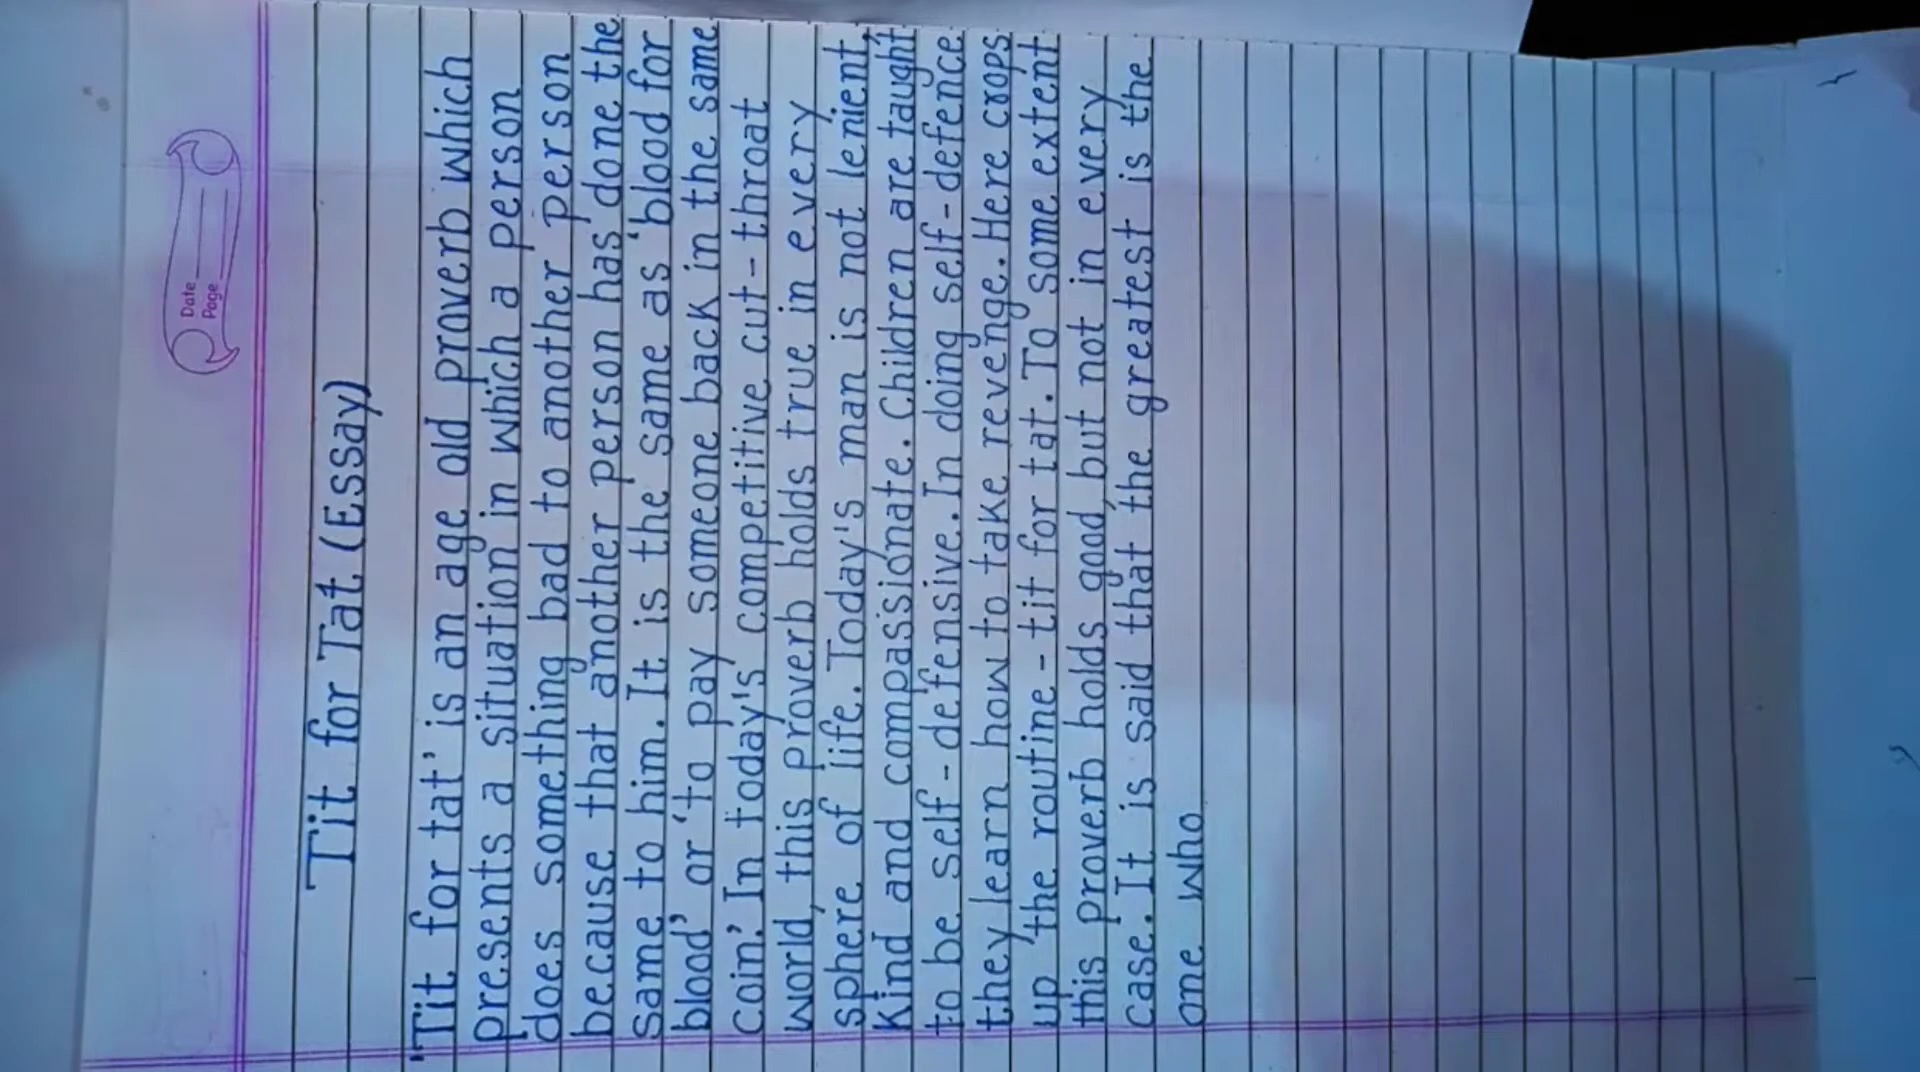 Date
Page
Tit for Tat (Essay)
'Tit for tat' is an age old proverb which
presents a situation in which a person
does something bad to another person
because that another person has done the
same to him. It is the same as 'blood for
blood' or 'to pay someone back in the same
coin.' In today's competitive cut-throat
world, this proverb holds true in every
sphere of life. Today's man is not lenient,
kind and compassionate. Children are taught
to be self-defensive. In doing self-defence
they learn how to take revenge. Here crops
up the routine - tit for tat. To some extent
this proverb holds good, but not in every
case. It is said that the greatest is the
one who